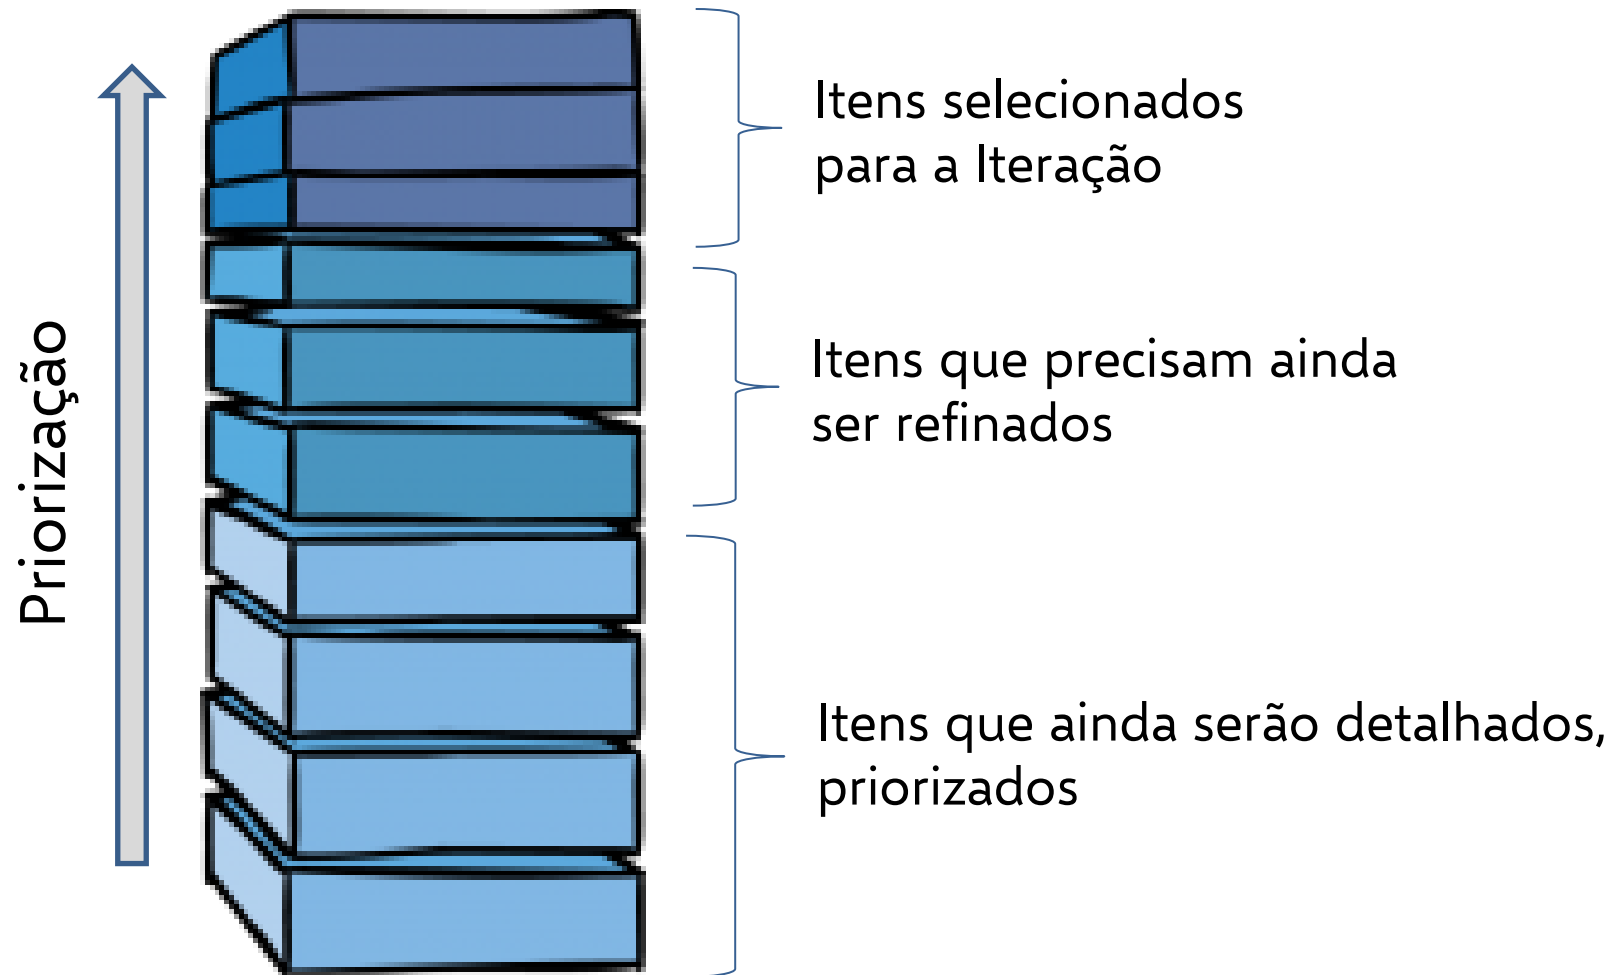 Priorização
Itens selecionados
para a Iteração
Itens que precisam ainda
ser refinados
Itens que ainda serão detalhados,
priorizados